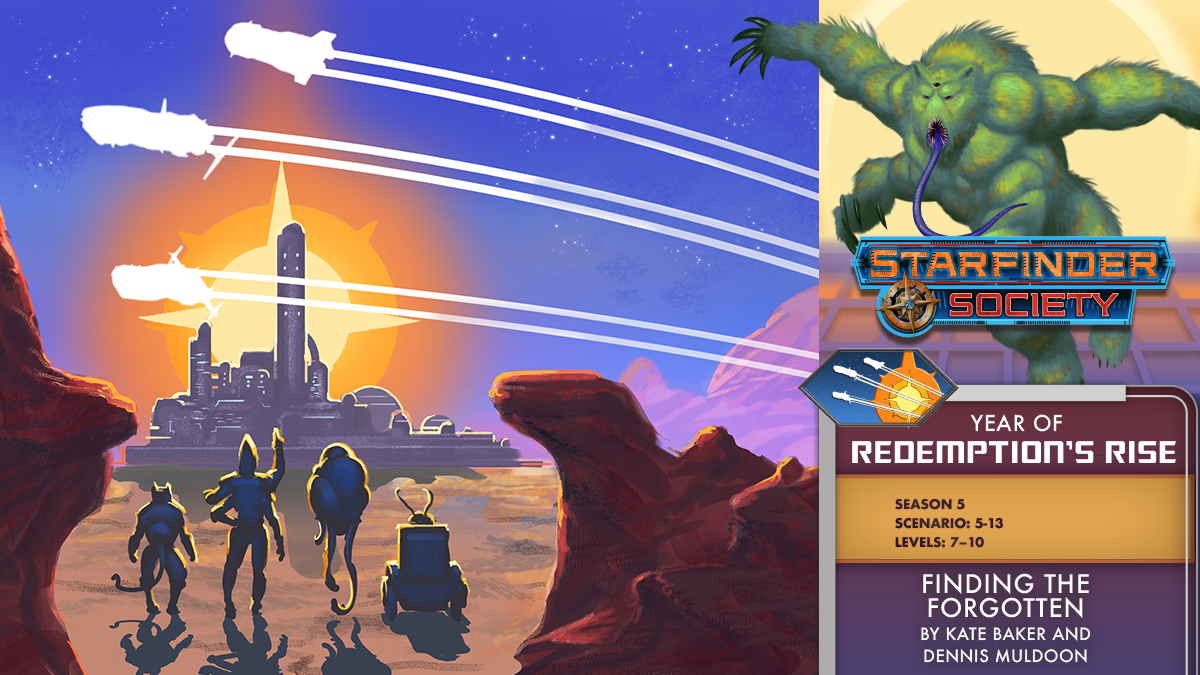 STARFINDER
SOCIETY
YEAR OF
REDEMPTION'S RISE
SEASON 5
SCENARIO: 5-13
LEVELS: 7–10
FINDING THE
FORGOTTEN
BY KATE BAKER AND
DENNIS MULDOON